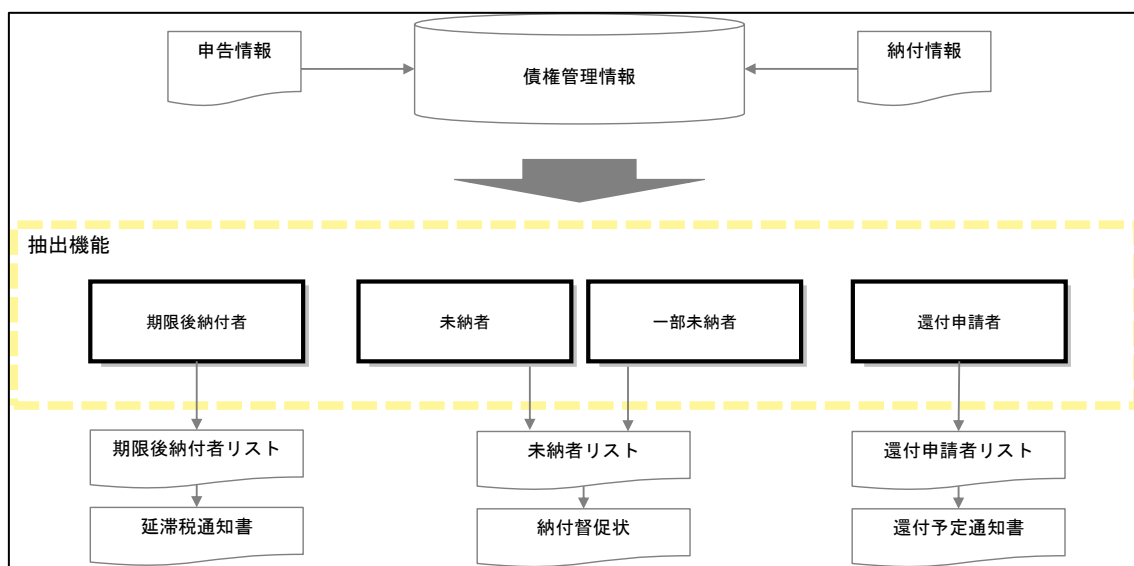 申告情報
債権管理情報
納付情報
抽出機能
期限後納付者
未納者
一部未納者
還付申請者
期限後納付者リスト
未納者リスト
還付申請者リスト
延滞税通知書
納付督促状
還付予定通知書